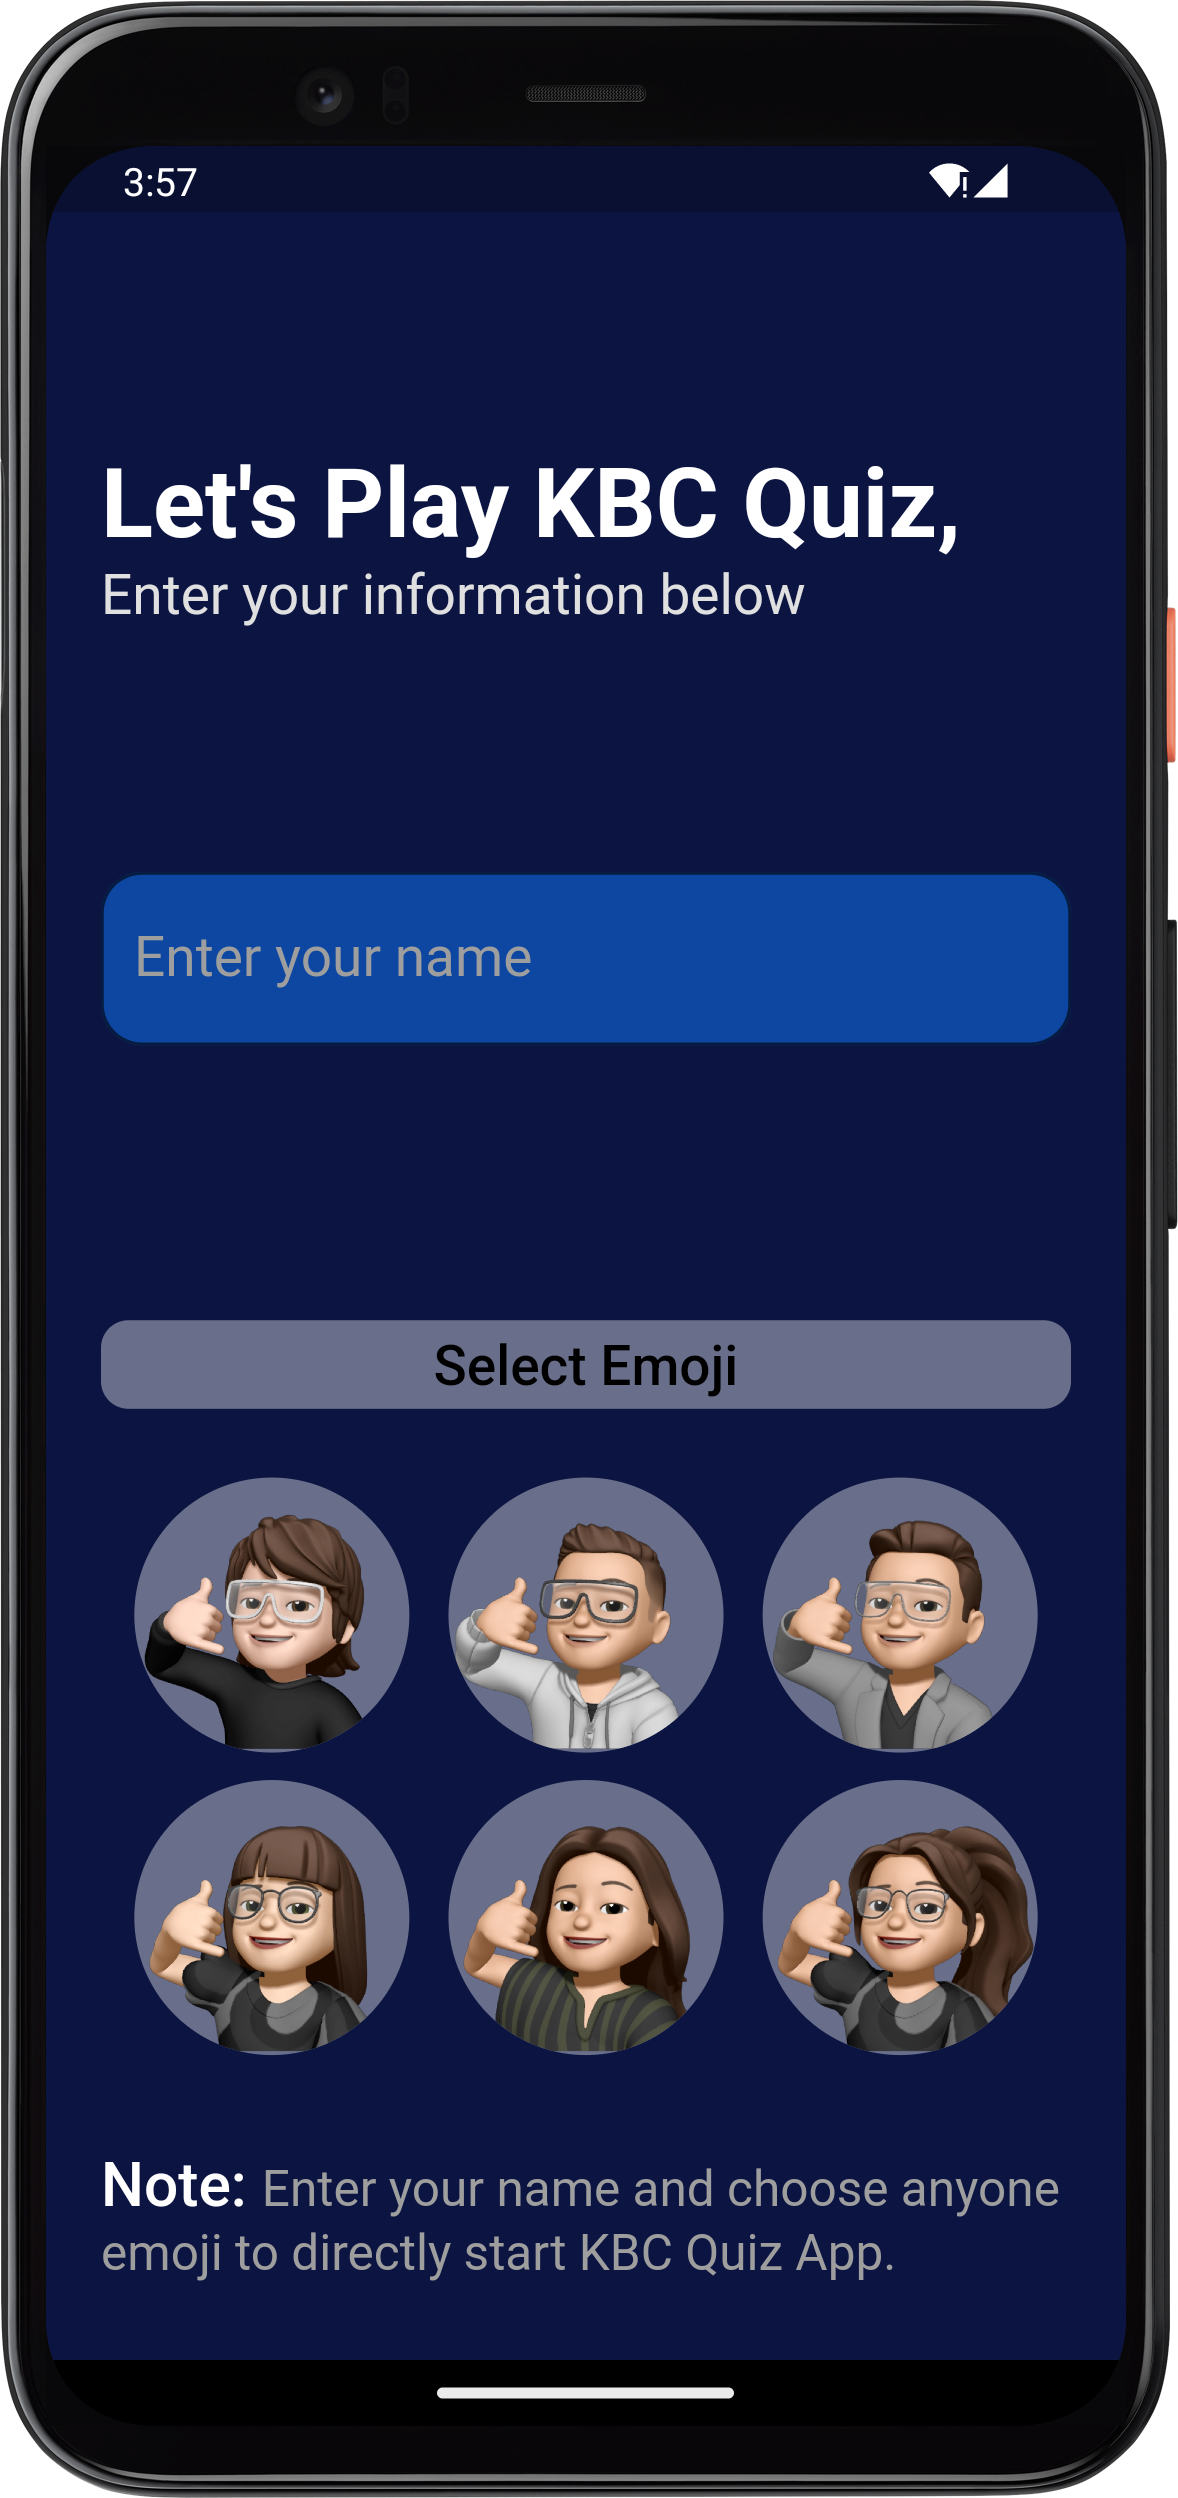 3:57
Let's Play KBC Quiz,
Enter your information below
Enter your name
Select Emoji
Note: Enter your name and choose anyone
emoji to directly start KBC Quiz App.